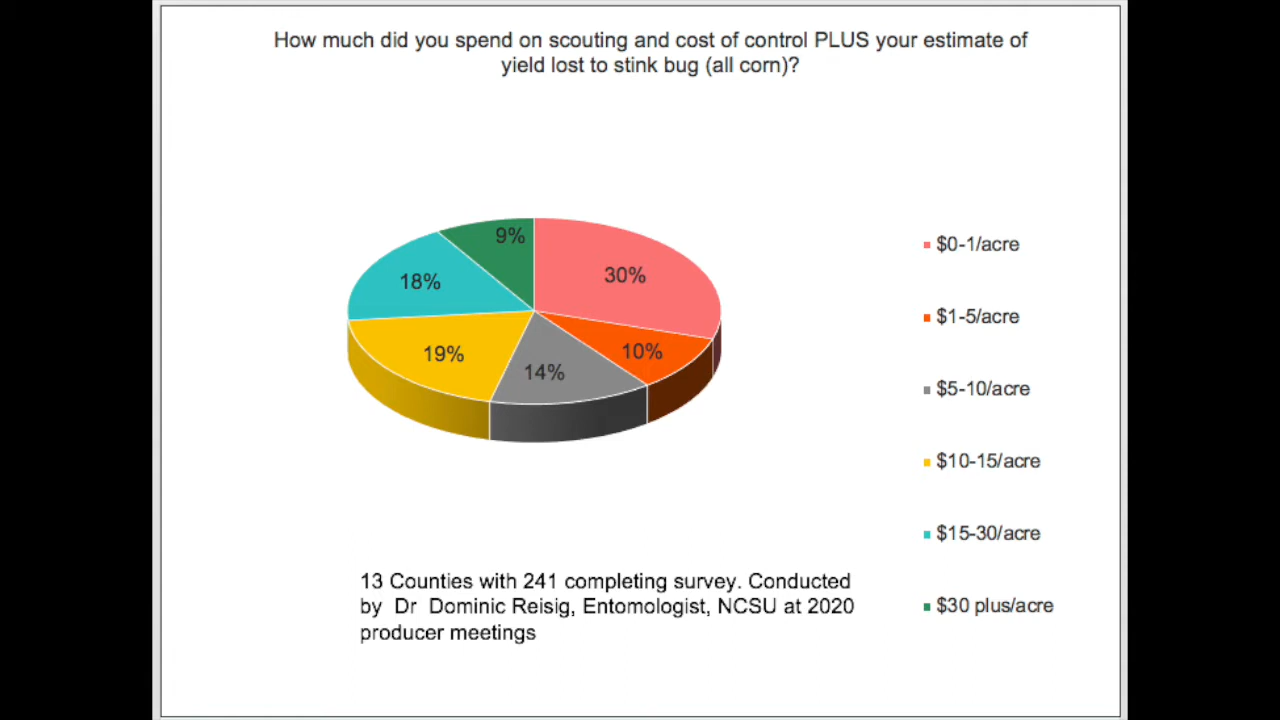 How much did you spend on scouting and cost of control PLUS your estimate of
yield lost to stink bug (all corn)?
9%
30%
18%
10%
19%
14%
$0-1/acre
$1-5/acre
$5-10/acre
$10-15/acre
$15-30/acre
$30 plus/acre
13 Counties with 241 completing survey. Conducted
by Dr Dominic Reisig, Entomologist, NCSU at 2020
producer meetings